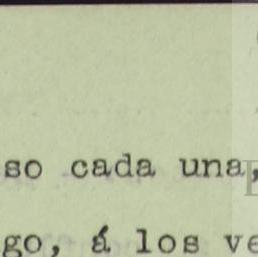 so cada una,
go, á los ve